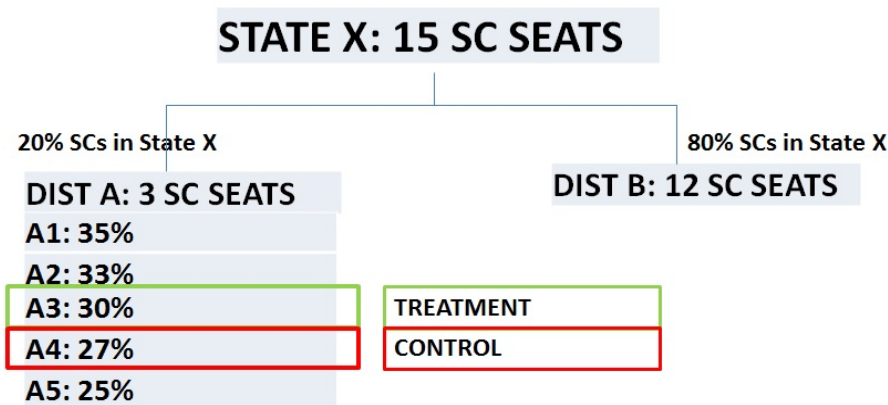 STATE X: 15 SC SEATS
20% SCs in State X
80% SCs in State X
DIST A: 3 SC SEATS
DIST B: 12 SC SEATS
A1: 35%
A2: 33%
A3: 30%
TREATMENT
A4: 27%
CONTROL
A5: 25%